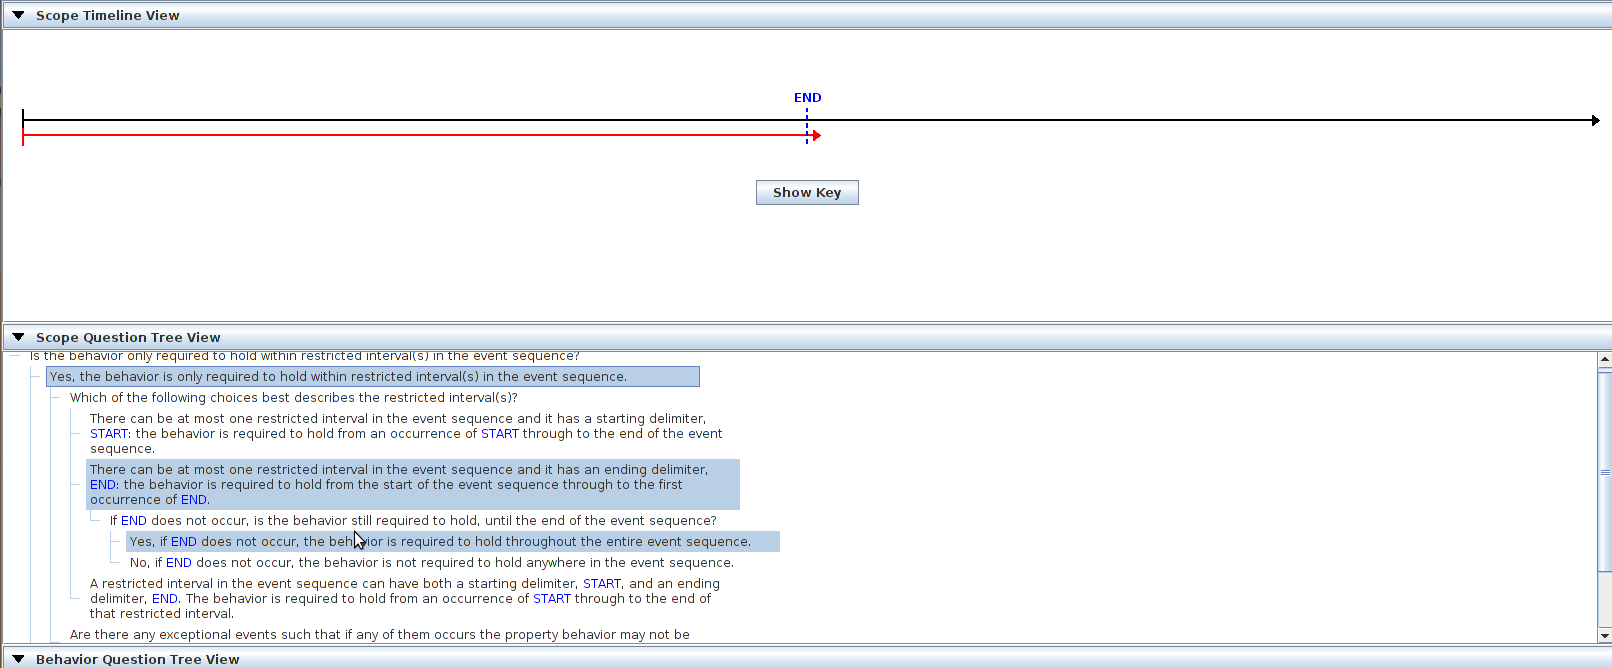 Scope Timeline View
END
Show Key
Scope Question Tree View
Is the behavior only required to hold within restricted interval(s) in the event sequence?
Yes, the behavior is only required to hold within restricted interval(s) in the event sequence.
Which of the following choices best describes the restricted interval(s)?
There can be at most one restricted interval in the event sequence and it has a starting delimiter,
START: the behavior is required to hold from an occurrence of START through to the end of the event
sequence.
There can be at most one restricted interval in the event sequence and it has an ending delimiter,
END: the behavior is required to hold from the start of the event sequence through to the first
occurrence of END.
If END does not occur, is the behavior still required to hold, until the end of the event sequence?
Yes, if END does not occur, the behavior is required to hold throughout the entire event sequence.
No, if END does not occur, the behavior is not required to hold anywhere in the event sequence.
A restricted interval in the event sequence can have both a starting delimiter, START, and an ending
delimiter, END. The behavior is required to hold from an occurrence of START through to the end of
that restricted interval.
Are there any exceptional events such that if any of them occurs the property behavior may not be
Behavior Question Tree View